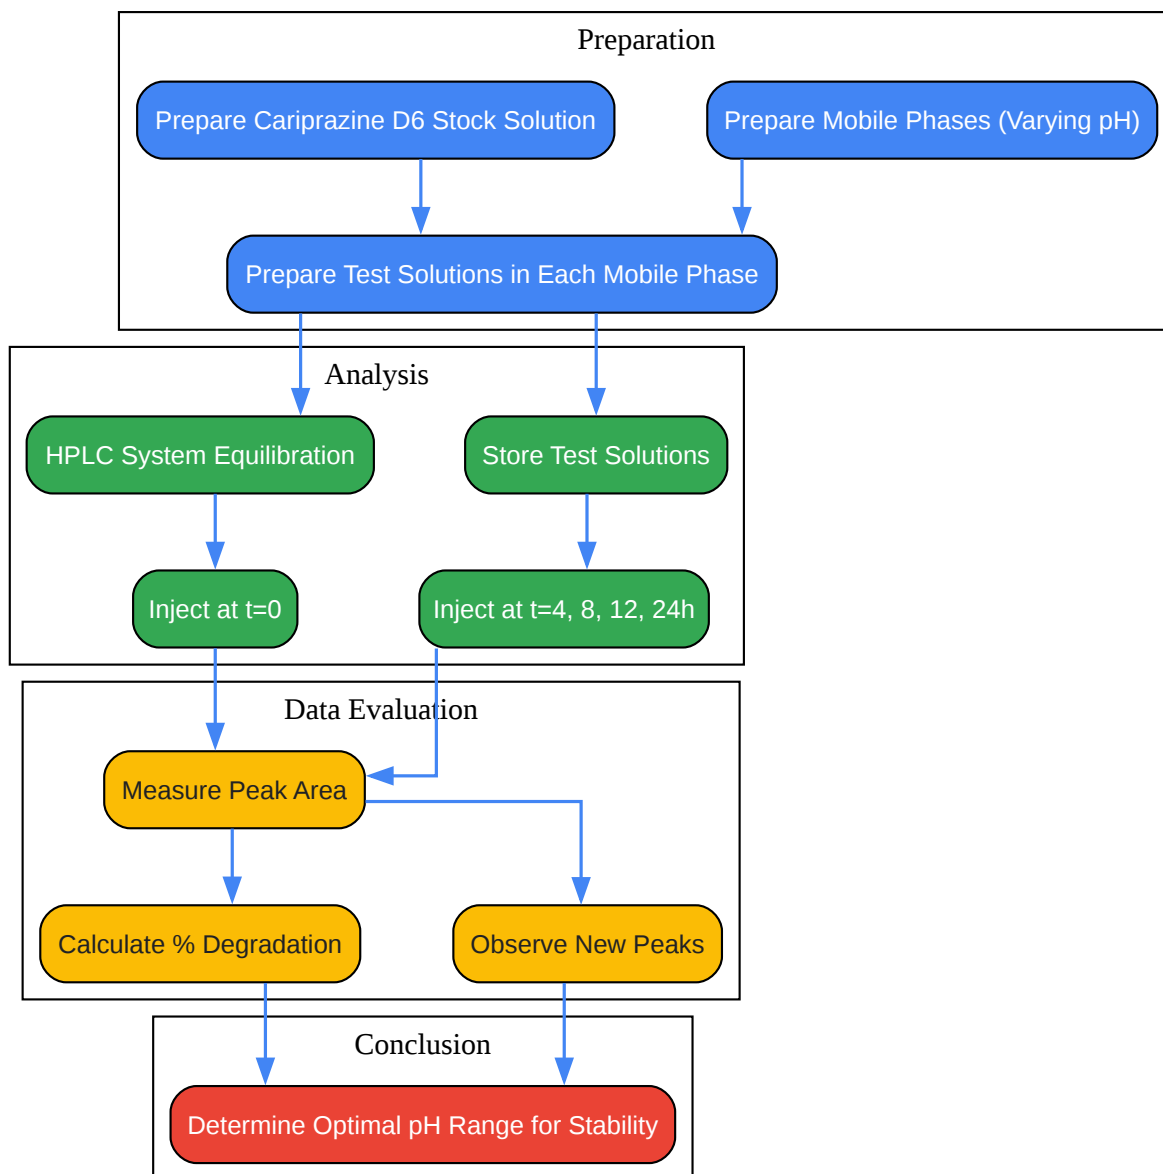 Preparation
Prepare Cariprazine D6 Stock Solution
Prepare Mobile Phases (Varying pH)
Prepare Test Solutions in Each Mobile Phase
Analysis
HPLC System Equilibration
Store Test Solutions
Inject at t=0
Inject at t=4, 8, 12, 24h
Data Evaluation
Measure Peak Area
Calculate % Degradation
Observe New Peaks
Conclusion
Determine Optimal pH Range for Stability